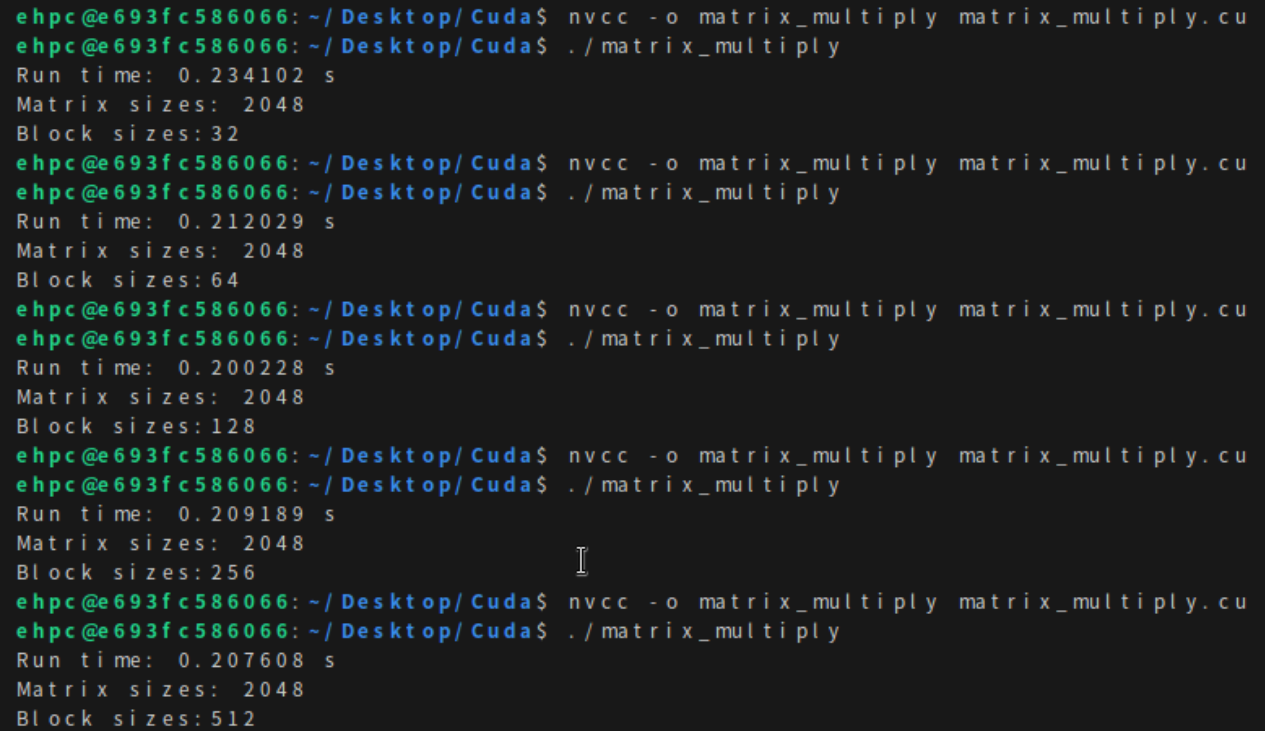 ehpc@e693fc586066:~/Desktop/Cuda$ nvcc -o matrix_multiply matrix_multiply.cu
ehpc@e693fc586066:~/Desktop/Cuda$ ./matrix_multiply
Run time: 0.234102 s
Matrix sizes: 2048
Block sizes:32
ehpc@e693fc586066:~/Desktop/Cuda$ nvcc -o matrix_multiply matrix_multiply.cu
ehpc@e693fc586066:~/Desktop/Cuda$ ./matrix_multiply
Run time: 0.212029 s
Matrix sizes: 2048
Block sizes:64
ehpc@e693fc586066:~/Desktop/Cuda$ nvcc -o matrix_multiply matrix_multiply.cu
ehpc@e693fc586066:~/Desktop/Cuda$ ./matrix_multiply
Run time: 0.200228 s
Matrix sizes: 2048
Block sizes:128
ehpc@e693fc586066:~/Desktop/Cuda$ nvcc -o matrix_multiply matrix_multiply.cu
ehpc@e693fc586066:~/Desktop/Cuda$ ./matrix_multiply
Run time: 0.209189 s
Matrix sizes: 2048
Block sizes:256
ehpc@e693fc586066:~/Desktop/Cuda$ nvcc -o matrix_multiply matrix_multiply.cu
ehpc@e693fc586066:~/Desktop/Cuda$ ./matrix_multiply
Run time: 0.207608 s
Matrix sizes: 2048
Block sizes:512